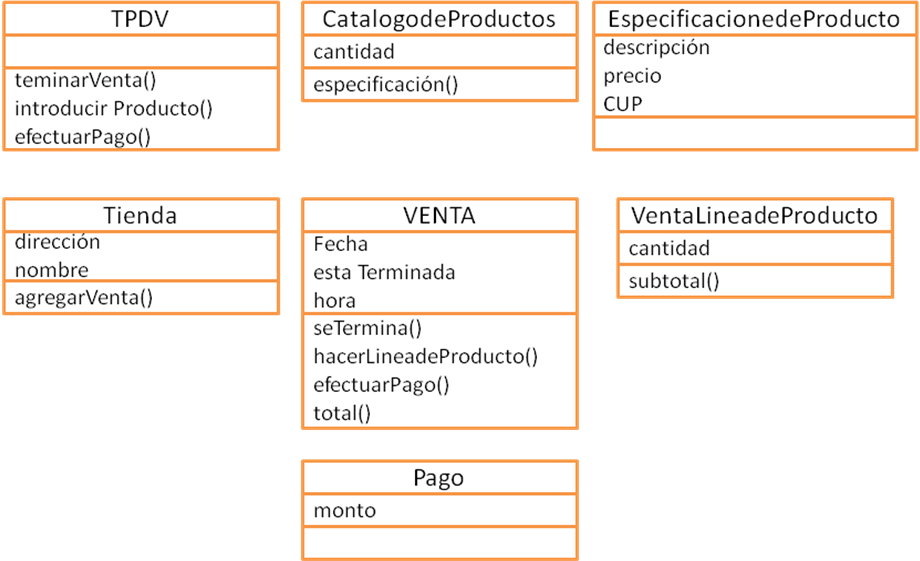 TPDV
teminarVenta()
introducir Producto()
efectuarPago()
CatalogodeProductos
cantidad
especificación()
EspecificacionedeProducto
descripción
precio
CUP
Tienda
dirección
nombre
agregarVenta()
VENTA
Fecha
esta Terminada
hora
seTermina()
hacerLineadeProducto()
efectuarPago()
total()
VentaLineadeProducto
cantidad
subtotal()
Pago
monto